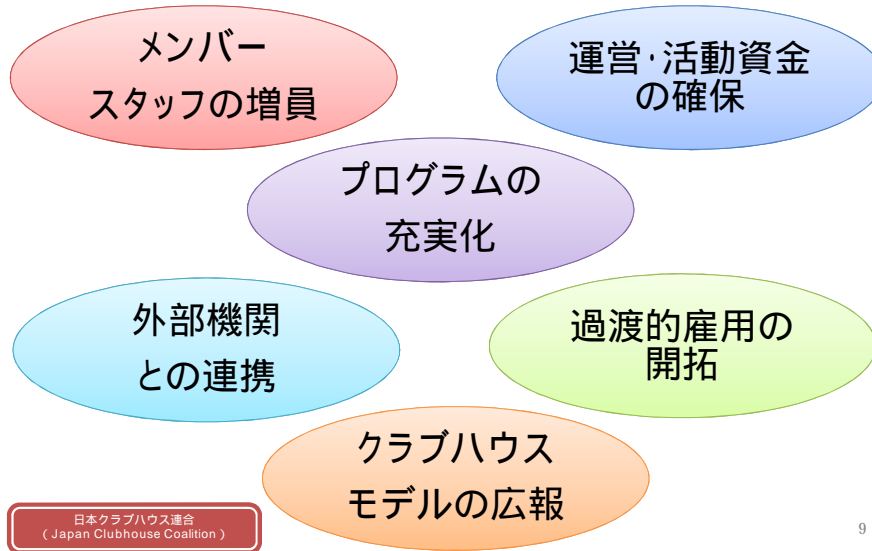 メンバー
スタッフの増員
運営・活動資金
の確保
プログラムの
充実化
外部機関
との連携
過渡的雇用の
開拓
クラブハウス
モデルの広報
日本クラブハウス連合
（Japan Clubhouse Coalition）
9